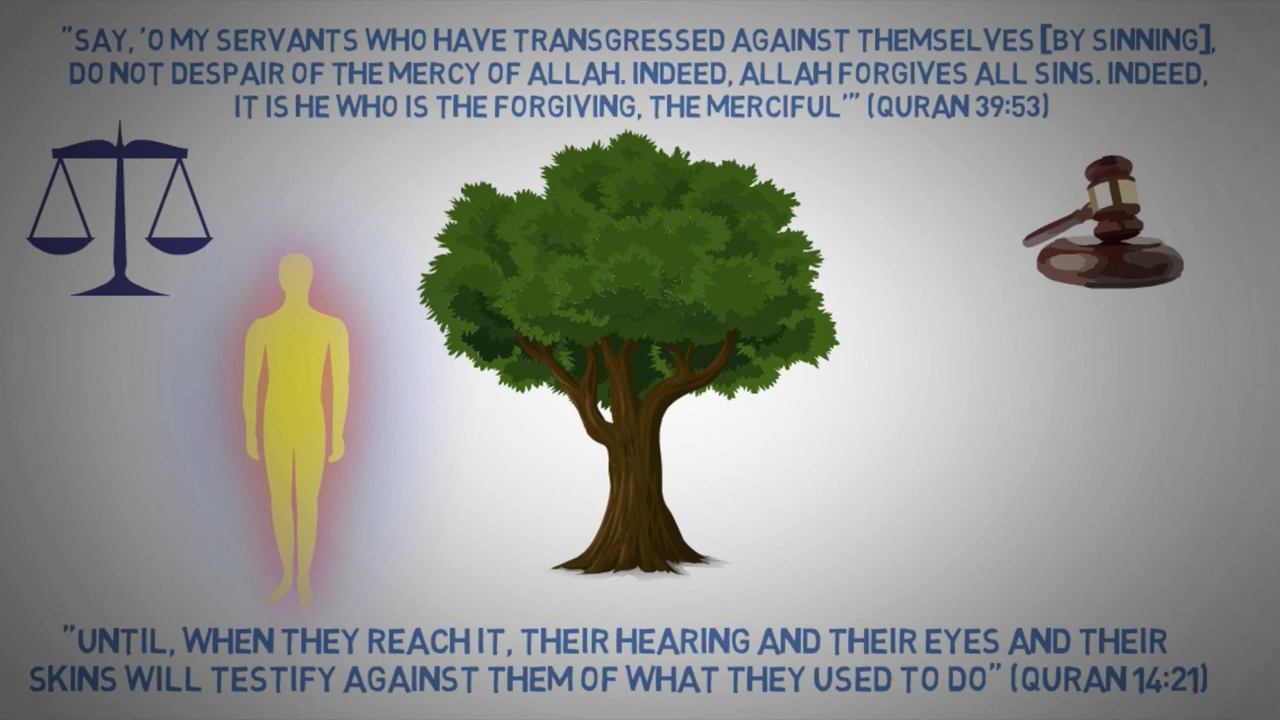 "SAY, 'O MY SERVANTS WHO HAVE TRANSGRESSED AGAINST THEMSELVES [BY SINNING],
DO NOT DESPAIR OF THE MERCY OF ALLAH. INDEED, ALLAH FORGIVES ALL SINS. INDEED,
IT IS HE WHO IS THE FORGIVING, THE MERCIFUL'" (QURAN 39:53)
"UNTIL, WHEN THEY REACH IT, THEIR HEARING AND THEIR EYES AND THEIR
SKINS WILL TESTIFY AGAINST THEM OF WHAT THEY USED TO DO" (QURAN 14:21)